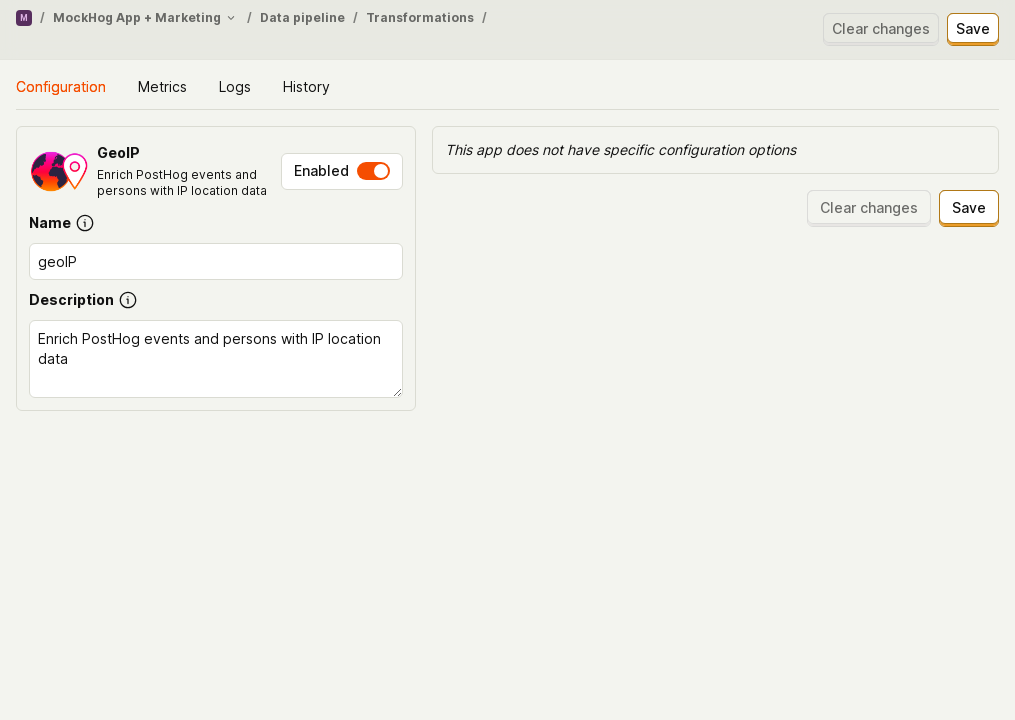 M / MockHog App + Marketing / Data pipeline / Transformations /
Clear changes Save
Configuration Metrics Logs History
GeoIP
Enrich PostHog events and
persons with IP location data
Enabled
Name
geoIP
Description
Enrich PostHog events and persons with IP location
data
This app does not have specific configuration options
Clear changes Save